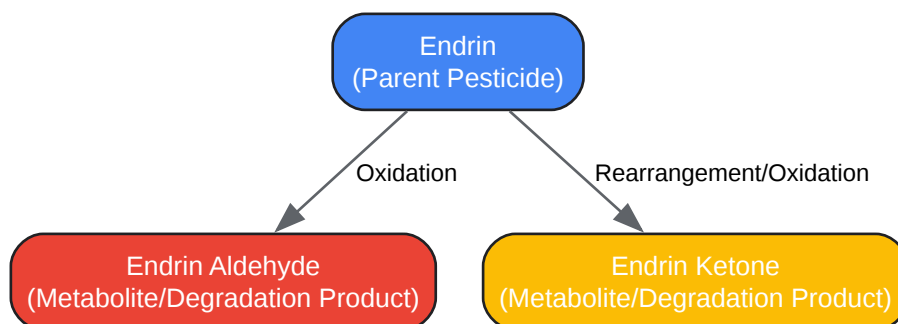 Endrin
(Parent Pesticide)
Oxidation
Rearrangement/Oxidation
Endrin Aldehyde
(Metabolite/Degradation Product)
Endrin Ketone
(Metabolite/Degradation Product)